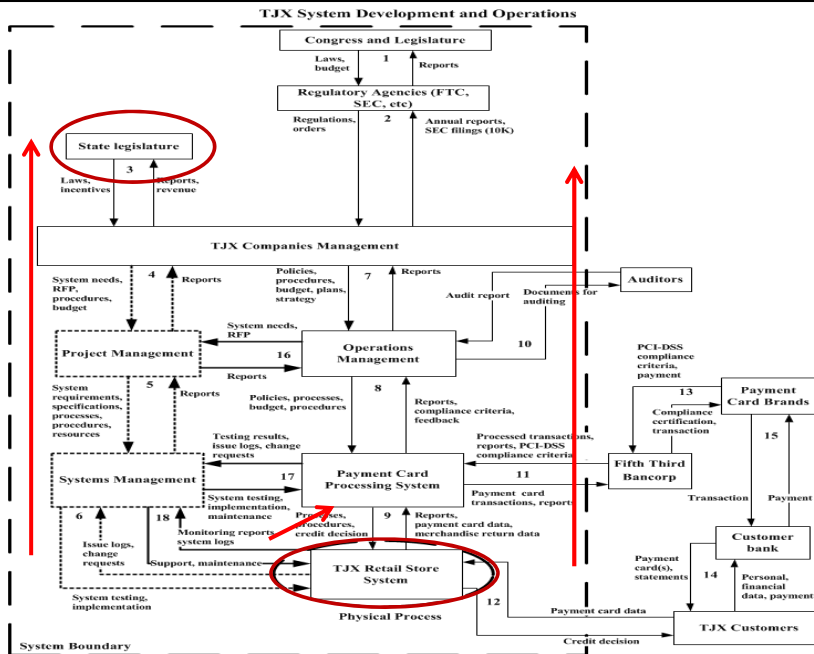 TJX System Development and Operations
Congress and Legislature
Laws,
budget
1
Reports
Regulatory Agencies (FTC,
SEC, etc)
Regulations,
orders
2
Annual reports,
SEC filings (10K)
State legislature
3
Laws,
incentives
Reports,
revenue
TJX Companies Management
System needs,
RFP,
procedures,
budget
4
Reports
Policies,
procedures,
budget, plans,
strategy
7
Reports
Audit report
Documents for
auditing
Auditors
10
System needs,
RFP
Project Management
16
Reports
Operations
Management
System
requirements,
specifications,
processes,
procedures,
resources
5
Reports
Policies, processes,
budget, procedures
8
Reports,
compliance criteria,
feedback
PCI-DSS
compliance
criteria,
payment
13
Payment
Card Brands
Compliance
certification,
transaction
15
Testing results,
issue logs, change
requests
Processed transactions,
reports, PCI-DSS
compliance criteria
Systems Management
17
Payment Card
Processing System
11
Fifth Third
Bancorp
System testing,
implementation,
maintenance
Payment card
transactions, reports
Transaction
Payment
6
18
Monitoring reports
system logs
Processes,
procedures,
credit decision
9
Reports,
payment card data,
merchandise return data
Customer
bank
Issue logs,
change
requests
Support, maintenance
TJX Retail Store
System
Payment
card(s),
statements
14
Personal,
financial
data, payment
System testing,
implementation
12
Payment card data
Physical Process
TJX Customers
Credit decision
System Boundary